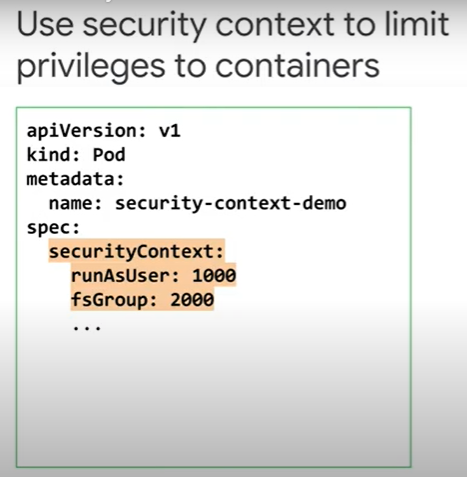 Use security context to limit
privileges to containers
apiVersion: v1
kind: Pod
metadata:
  name: security-context-demo
spec:
  securityContext:
    runAsUser: 1000
    fsGroup: 2000
    ...